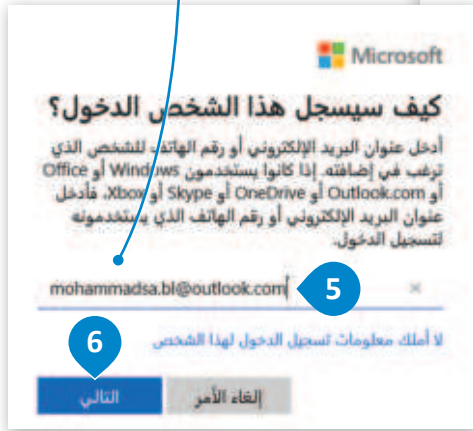 Microsoft
كيف سيسجل هذا الشخص الدخول؟
أدخل عنوان البريد الإلكتروني أو رقم الهاتف للشخص الذي
ترغب في إضافته. إذا كانوا يستخدمون Windows أو Office
أو Outlook.com أو OneDrive أو Skype أو Xbox، فأدخل
عنوان البريد الإلكتروني أو رقم الهاتف الذي يستخدمونه
لتسجيل الدخول.
mohammadsa.bl@outlook.com
5
×
لا أملك معلومات تسجيل الدخول لهذا الشخص
6
إلغاء الأمر
التالي